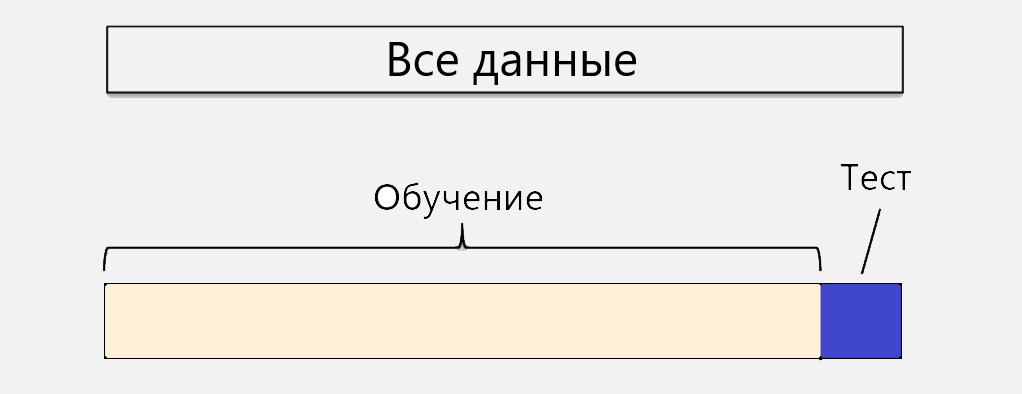 Все данные
Тест
Обучение